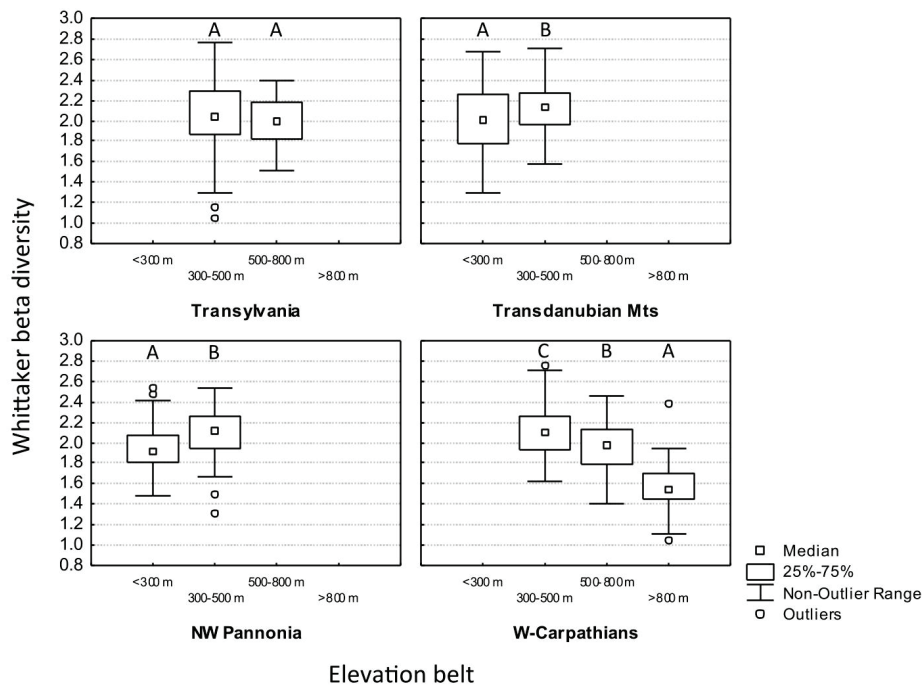 3.0
2.8
2.6
2.4
2.2
2.0
1.8
1.6
1.4
1.2
1.0
0.8
A A
<300 m 500-800 m
300-500 m >800 m
Transylvania
A B
<300 m 500-800 m
300-500 m >800 m
Transdanubian Mts
Whittaker beta diversity
3.0
2.8
2.6
2.4
2.2
2.0
1.8
1.6
1.4
1.2
1.0
0.8
A B
<300 m 500-800 m
300-500 m >800 m
NW Pannonia
C B A
<300 m 500-800 m
300-500 m >800 m
W-Carpathians
Median
25%-75%
Non-Outlier Range
Outliers
Elevation belt